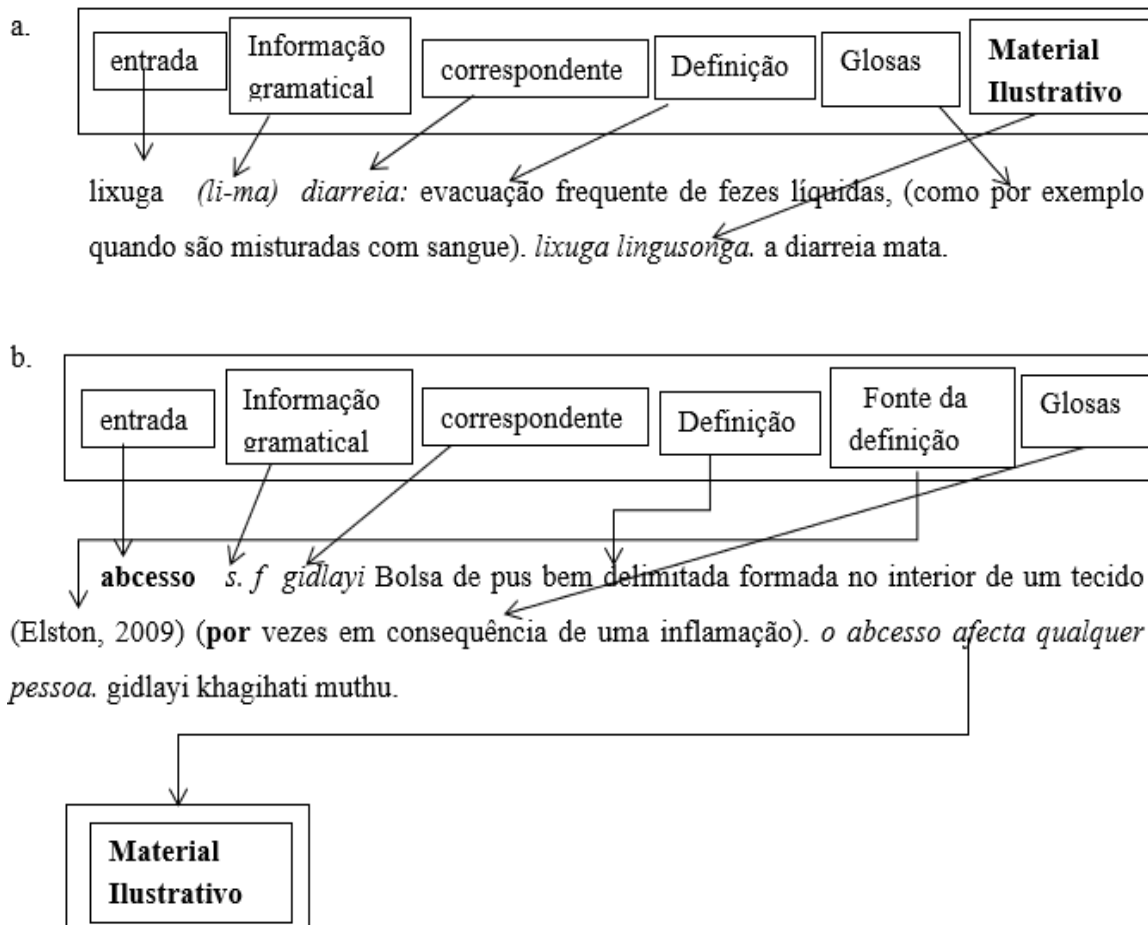 a.
entrada
Informação
gramatical
correspondente
Definição
Glosas
Material
Ilustrativo
lixuga (li-ma) diarreia: evacuação frequente de fezes líquidas, (como por exemplo
quando são misturadas com sangue). lixuga lingusonga. a diarreia mata.
b.
entrada
Informação
gramatical
correspondente
Definição
Fonte da
definição
Glosas
abcesso s. f gidlayi Bolsa de pus bem delimitada formada no interior de um tecido
(Elston, 2009) (por vezes em consequência de uma inflamação). o abcesso afecta qualquer
pessoa. gidlayi khagihati muthu.
Material
Ilustrativo